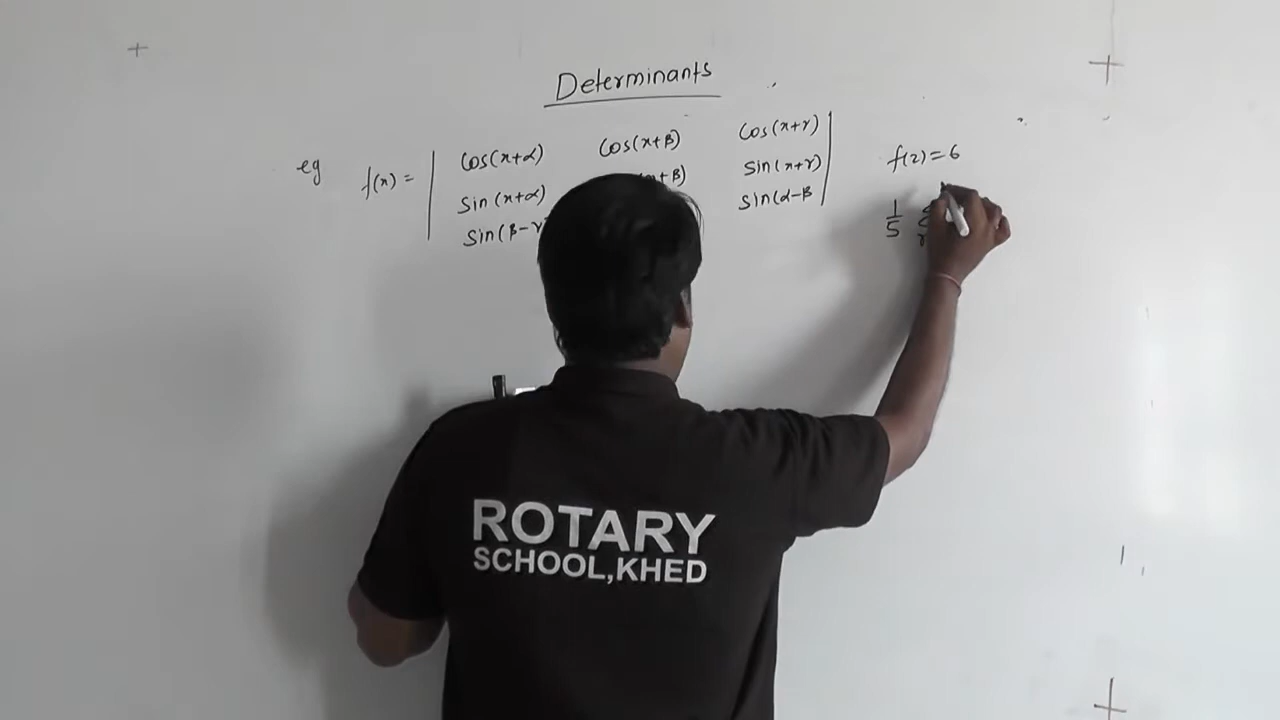 Determinants
eg f(x) = | cos(x+α) cos(x+β) cos(x+γ) | f(2)=6
sin(x+α) x+β) sin(x+γ)
sin(β-γ sin(α-β
1/5
ROTARY
SCHOOL,KHED